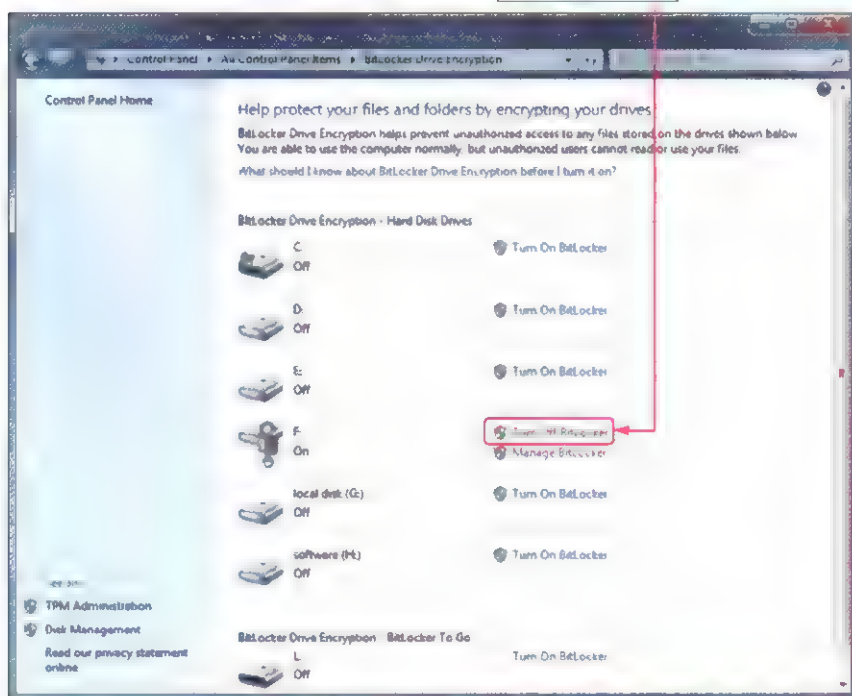 Control Panel
All Control Panel Items
BitLocker Drive Encryption
Control Panel Home
Help protect your files and folders by encrypting your drives
BitLocker Drive Encryption helps prevent unauthorized access to any files stored on the drives shown below
You are able to use the computer normally, but unauthorized users cannot read or use your files.
What should I know about BitLocker Drive Encryption before I turn it on?
BitLocker Drive Encryption - Hard Disk Drives
C:
Off
Turn On BitLocker
D:
Off
Turn On BitLocker
E:
Off
Turn On BitLocker
F:
On
Turn Off BitLocker
Manage BitLocker
local disk (G:)
Off
Turn On BitLocker
software (H:)
Off
Turn On BitLocker
See also
TPM Administration
Disk Management
Read our privacy statement
online
BitLocker Drive Encryption - BitLocker To Go
L:
Off
Turn On BitLocker